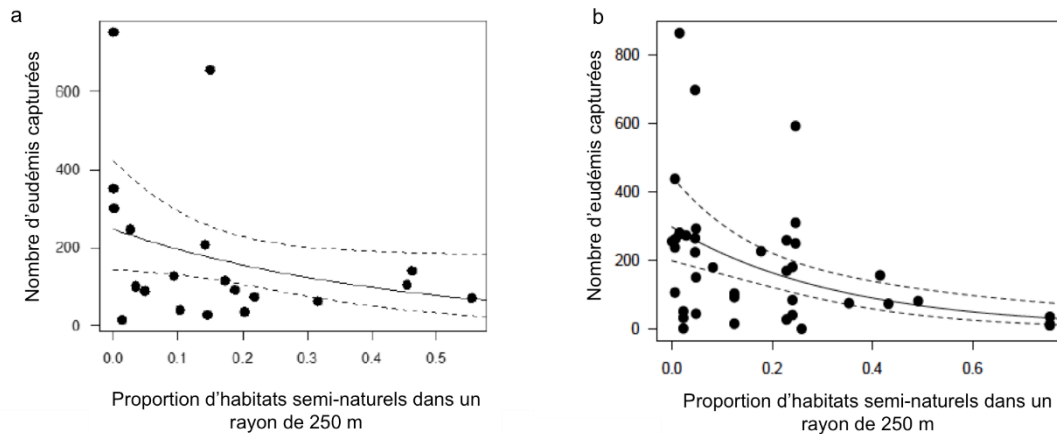 a
Nombre d'eudémis capturées
600
400
200
0
0.0 0.1 0.2 0.3 0.4 0.5
Proportion d'habitats semi-naturels dans un
rayon de 250 m
b
Nombre d'eudémis capturées
800
600
400
200
0
0.0 0.2 0.4 0.6
Proportion d'habitats semi-naturels dans un
rayon de 250 m